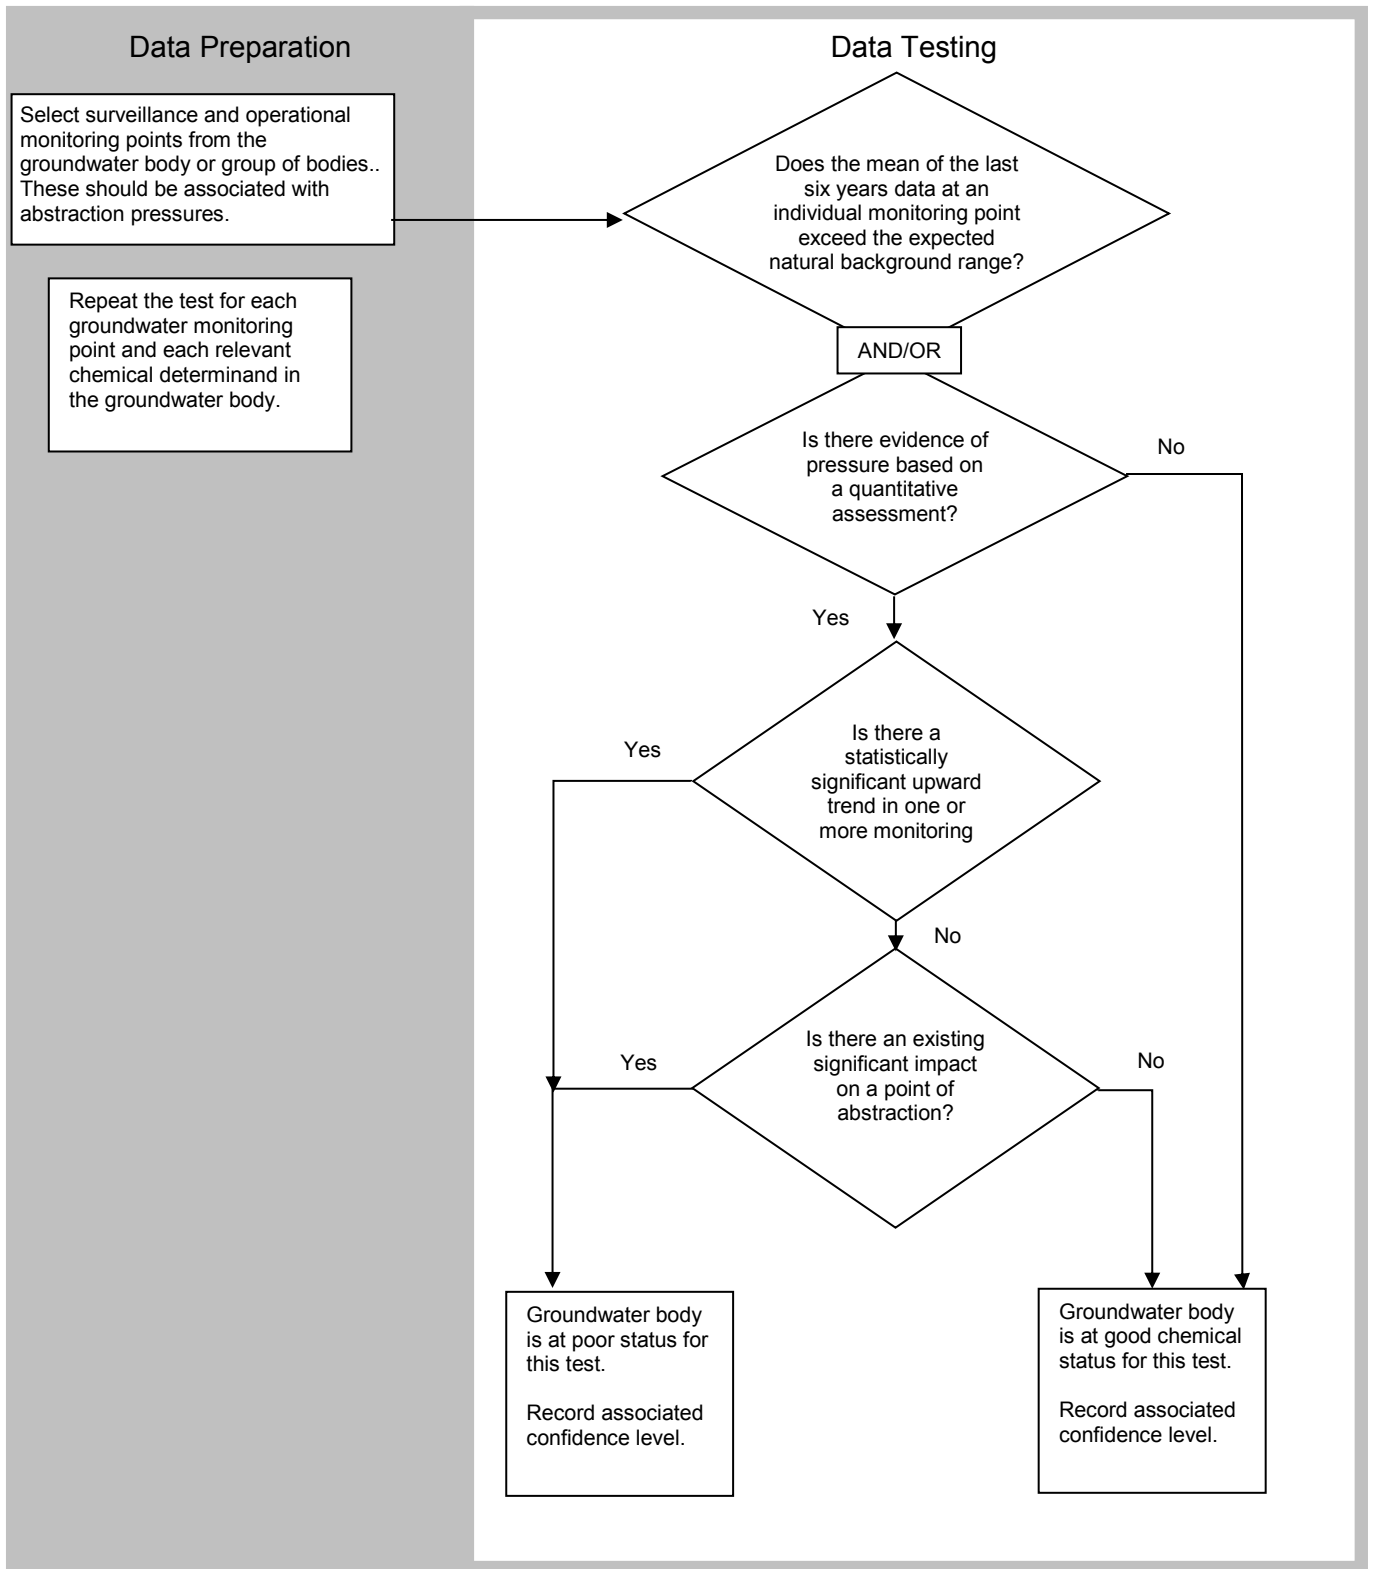 Data Preparation
Select surveillance and operational
monitoring points from the
groundwater body or group of bodies..
These should be associated with
abstraction pressures.
Repeat the test for each
groundwater monitoring
point and each relevant
chemical determinand in
the groundwater body.
Data Testing
Does the mean of the last
six years data at an
individual monitoring point
exceed the expected
natural background range?
AND/OR
Is there evidence of
pressure based on
a quantitative
assessment?
No
Yes
Is there a
statistically
significant upward
trend in one or
more monitoring
Yes
No
Is there an existing
significant impact
on a point of
abstraction?
Yes
No
Groundwater body
is at poor status for
this test.
Record associated
confidence level.
Groundwater body
is at good chemical
status for this test.
Record associated
confidence level.